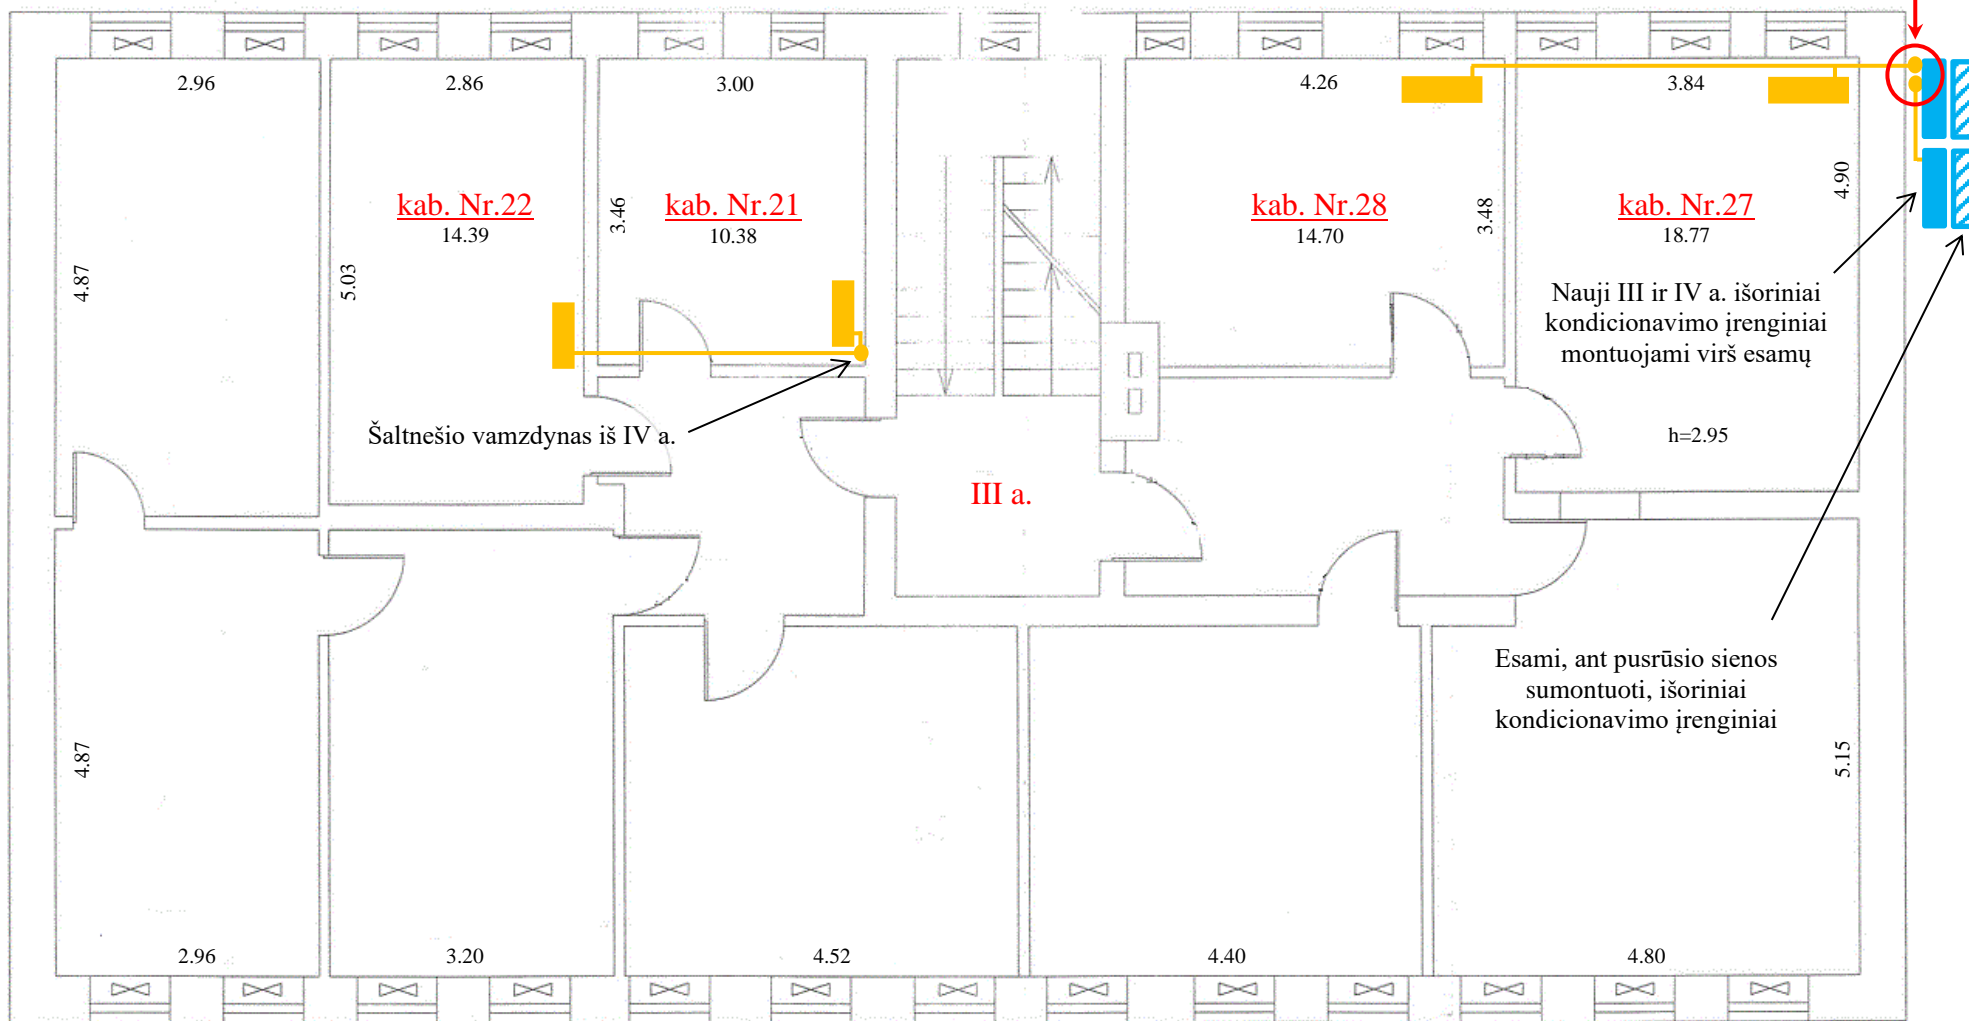 2.96
2.86
3.00
4.26
3.84
4.87
5.03
kab. Nr.22
14.39
3.46
kab. Nr.21
10.38
kab. Nr.28
14.70
3.48
kab. Nr.27
18.77
4.90
Nauji III ir IV a. išoriniai
kondicionavimo įrenginiai
montuojami virš esamų
Šaltnešio vamzdynas iš IV a.
h=2.95
III a.
Esami, ant pusrūsio sienos
sumontuoti, išoriniai
kondicionavimo įrenginiai
4.87
5.15
2.96
3.20
4.52
4.40
4.80